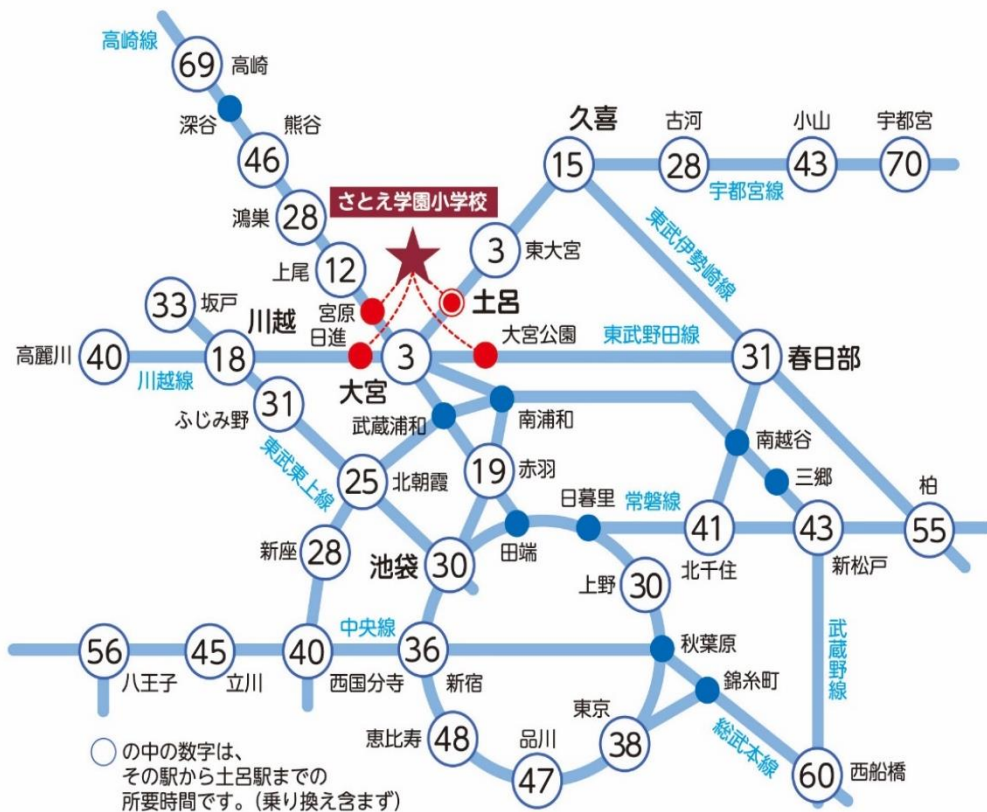 高崎線
69
高崎
深谷
熊谷
46
久喜
15
古河
28
小山
43
宇都宮
70
宇都宮線
鴻巣
28
さとえ学園小学校
上尾
12
3
東大宮
東武伊勢崎線
33
坂戸
川越
宮原
日進
土呂
大宮公園
東武野田線
高麗川
40
川越線
18
3
大宮
31
春日部
ふじみ野
31
武蔵浦和
南浦和
南越谷
東武東上線
25
北朝霞
19
赤羽
三郷
日暮里
常磐線
41
43
柏
55
新座
28
池袋
30
田端
上野
30
北千住
新松戸
中央線
56
45
40
36
秋葉原
武蔵野線
八王子
立川
西国分寺
新宿
錦糸町
恵比寿
48
品川
47
東京
38
総武本線
60
西船橋
○の中の数字は、
その駅から土呂駅までの
所要時間です。(乗り換え含まず)